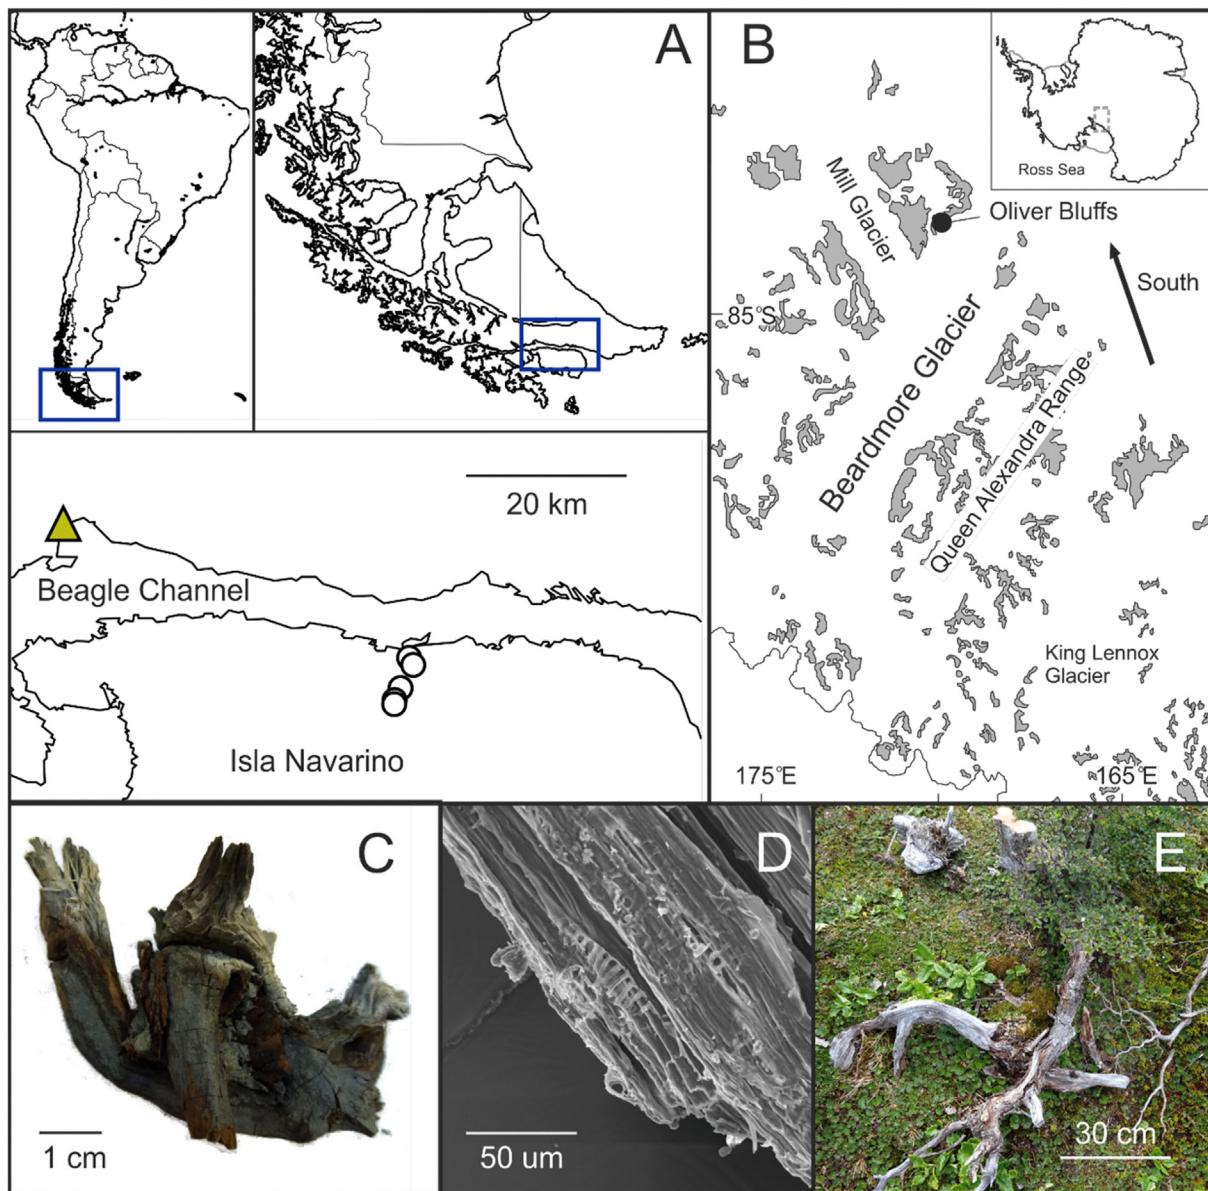 A
B
Ross Sea
Mill Glacier
Oliver Bluffs
South
85°S
Beardmore Glacier
Queen Alexandra Range
King Lennox
Glacier
175°E
165°E
20 km
Beagle Channel
Isla Navarino
C
1 cm
D
50 um
E
30 cm